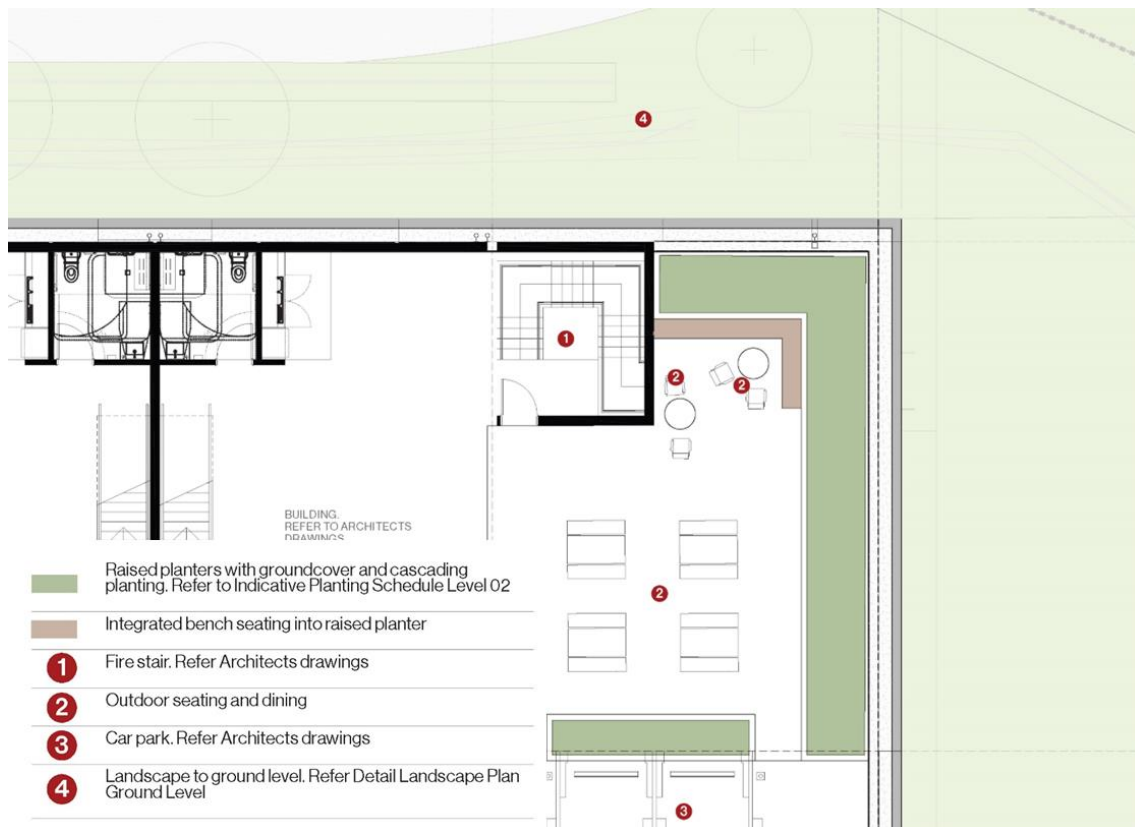 4
1
2
2
BUILDING.
REFER TO ARCHITECTS
DRAWINGS
2
3
Raised planters with groundcover and cascading
planting. Refer to Indicative Planting Schedule Level 02
Integrated bench seating into raised planter
1 Fire stair. Refer Architects drawings
2 Outdoor seating and dining
3 Car park. Refer Architects drawings
4 Landscape to ground level. Refer Detail Landscape Plan
Ground Level